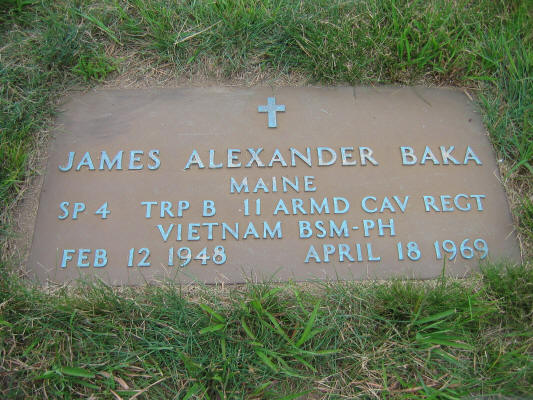 JAMES ALEXANDER BAKA
MAINE
SP 4 TRP B 11 ARMD CAV REGT
VIETNAM BSM-PH
FEB 12 1948 APRIL 18 1969